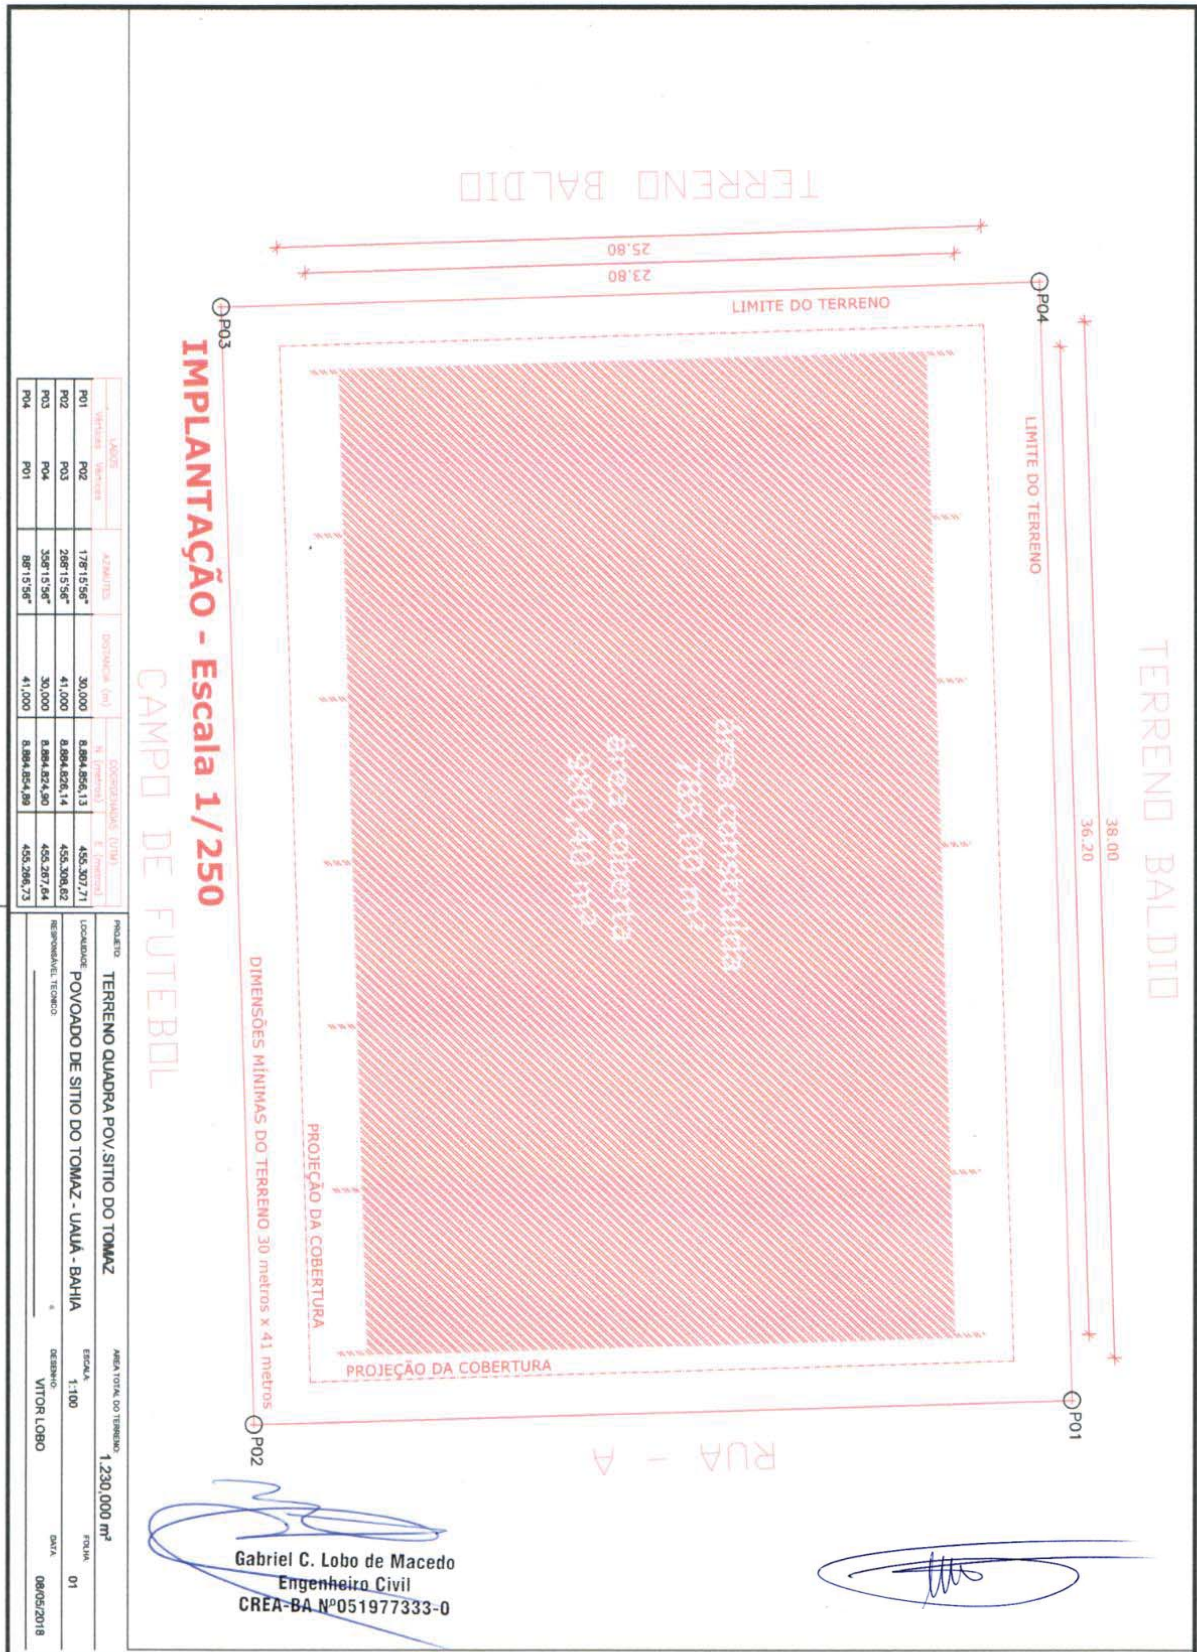 TERRENO BALDIO
38.00
36.20
TERRENO BALDIO
25.80
23.80
P04
LIMITE DO TERRENO
LIMITE DO TERRENO
P01
RUA - A
área construída
785,00 m²
área coberta
980,40 m²
PROJEÇÃO DA COBERTURA
PROJEÇÃO DA COBERTURA
DIMENSÕES MÍNIMAS DO TERRENO 30 metros x 41 metros
P03
P02
IMPLANTAÇÃO - Escala 1/250
CAMPO DE FUTEBOL
LADOS AZIMUTES DISTÂNCIA (m) COORDENADAS (UTM)
Vértices Vértices N (metros) E (metros)
P01 P02 178°15'56" 30,000 8.884.856,13 455.307,71
P02 P03 268°15'56" 41,000 8.884.826,14 455.308,62
P03 P04 358°15'56" 30,000 8.884.824,90 455.267,64
P04 P01 88°15'56" 41,000 8.884.854,89 455.266,73
PROJETO: TERRENO QUADRA POV.SITIO DO TOMAZ
ÁREA TOTAL DO TERRENO: 1.230,000 m²
LOCALIDADE: POVOADO DE SITIO DO TOMAZ - UAUÁ - BAHIA
ESCALA: 1:100
FOLHA: 01
RESPONSÁVEL TECNICO:
DESENHO: VITOR LOBO
DATA: 08/05/2018
Gabriel C. Lobo de Macedo
Engenheiro Civil
CREA-BA Nº051977333-0